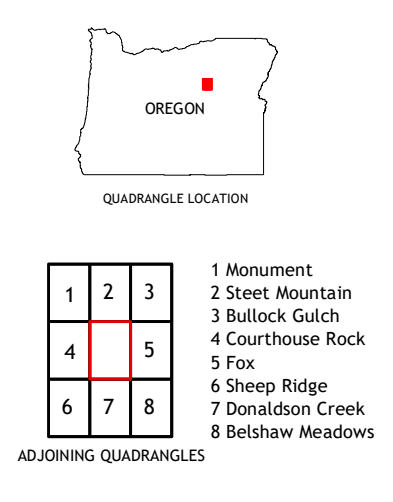 OREGON
QUADRANGLE LOCATION
1 2 3
4 5
6 7 8
ADJOINING QUADRANGLES
1 Monument
2 Steet Mountain
3 Bullock Gulch
4 Courthouse Rock
5 Fox
6 Sheep Ridge
7 Donaldson Creek
8 Belshaw Meadows